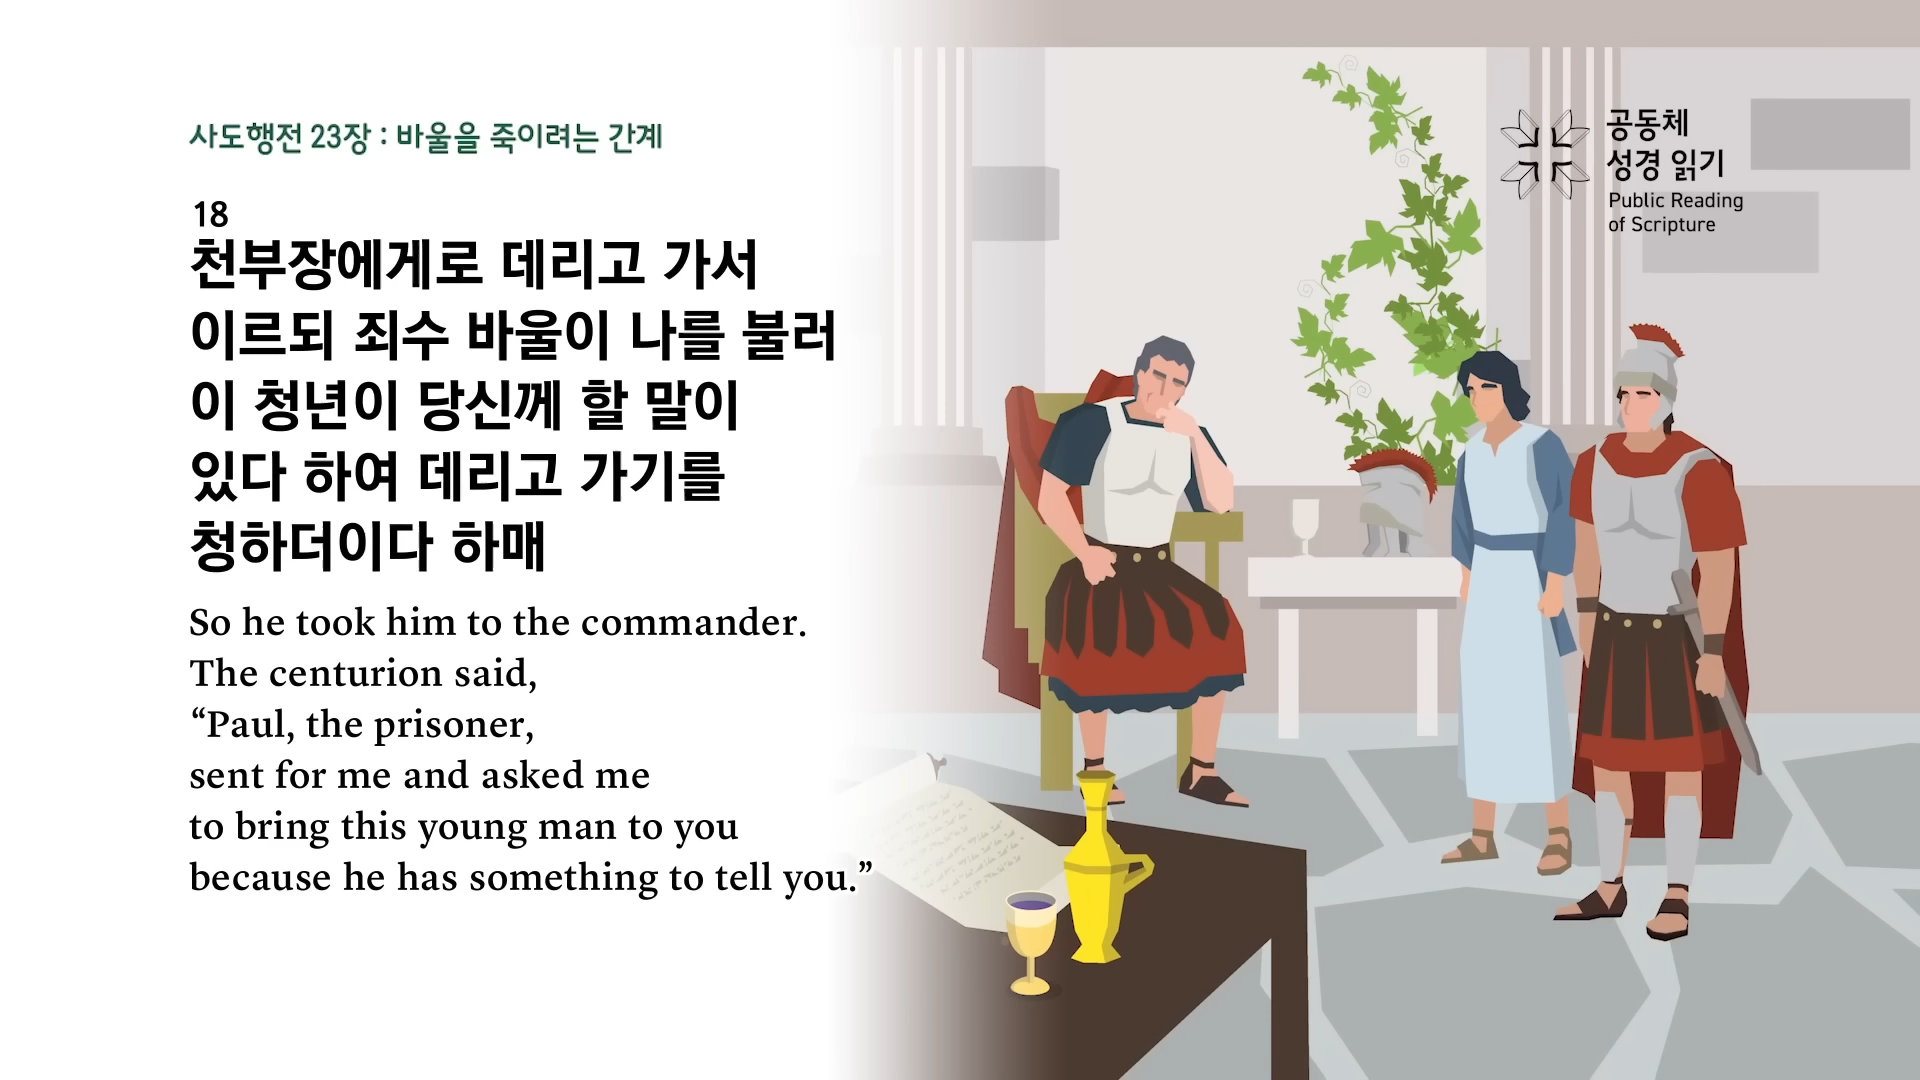 사도행전 23장 : 바울을 죽이려는 간계
18
천부장에게로 데리고 가서
이르되 죄수 바울이 나를 불러
이 청년이 당신께 할 말이
있다 하여 데리고 가기를
청하더이다 하매
So he took him to the commander.
The centurion said,
“Paul, the prisoner,
sent for me and asked me
to bring this young man to you
because he has something to tell you.”
공동체
성경 읽기
Public Reading
of Scripture